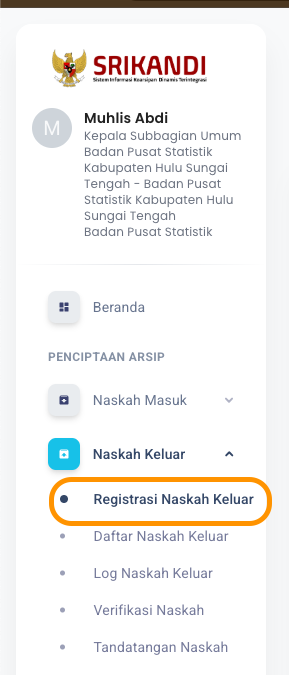 SRIKANDI
Sistem Informasi Kearsipan Dinamis Terintegrasi
M
Muhlis Abdi
Kepala Subbagian Umum
Badan Pusat Statistik
Kabupaten Hulu Sungai
Tengah - Badan Pusat
Statistik Kabupaten Hulu
Sungai Tengah
Badan Pusat Statistik
Beranda
PENCIPTAAN ARSIP
Naskah Masuk
Naskah Keluar
Registrasi Naskah Keluar
Daftar Naskah Keluar
Log Naskah Keluar
Verifikasi Naskah
Tandatangan Naskah